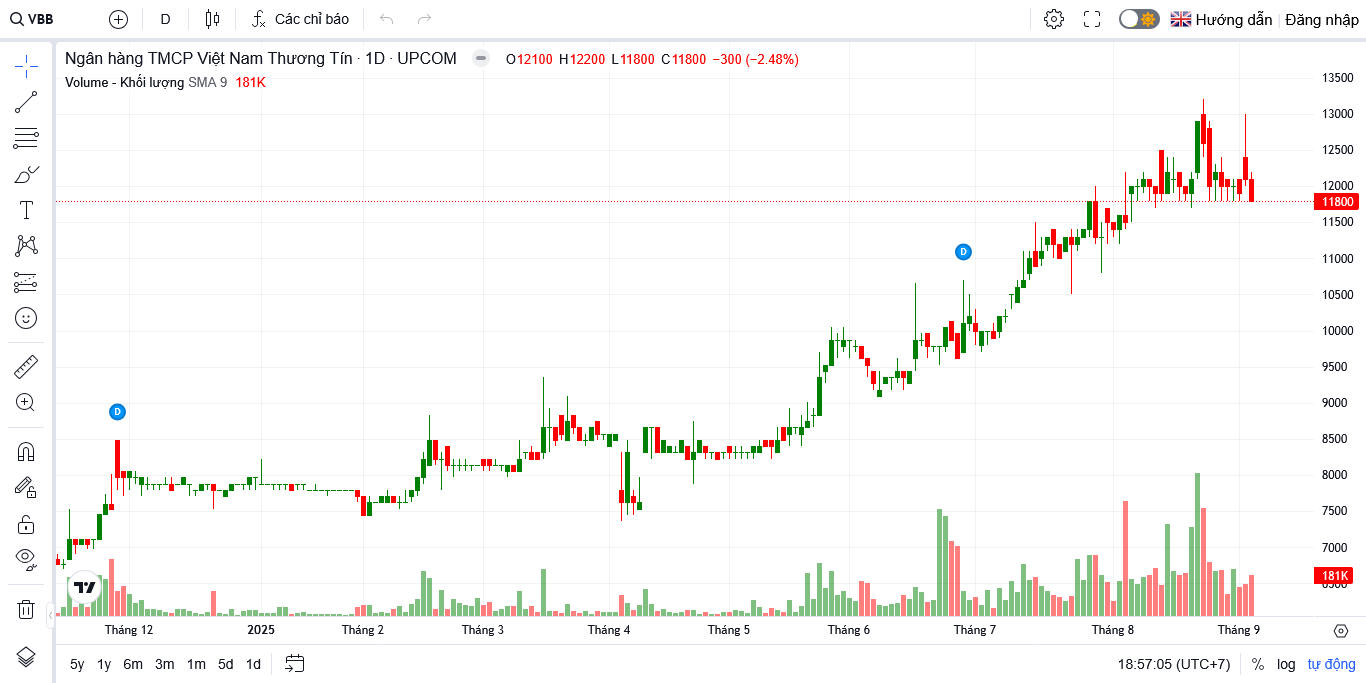 VBB D Các chỉ báo Hướng dẫn Đăng nhập
Ngân hàng TMCP Việt Nam Thương Tín · 1D · UPCOM O12100 H12200 L11800 C11800 −300 (−2.48%)
Volume - Khối lượng SMA 9 181K
13500
13000
12500
12000
11800
11500
11000
10500
10000
9500
9000
8500
8000
7500
7000
181K
D
D
Tháng 12 2025 Tháng 2 Tháng 3 Tháng 4 Tháng 5 Tháng 6 Tháng 7 Tháng 8 Tháng 9
5y 1y 6m 3m 1m 5d 1d 18:57:05 (UTC+7) % log tự động